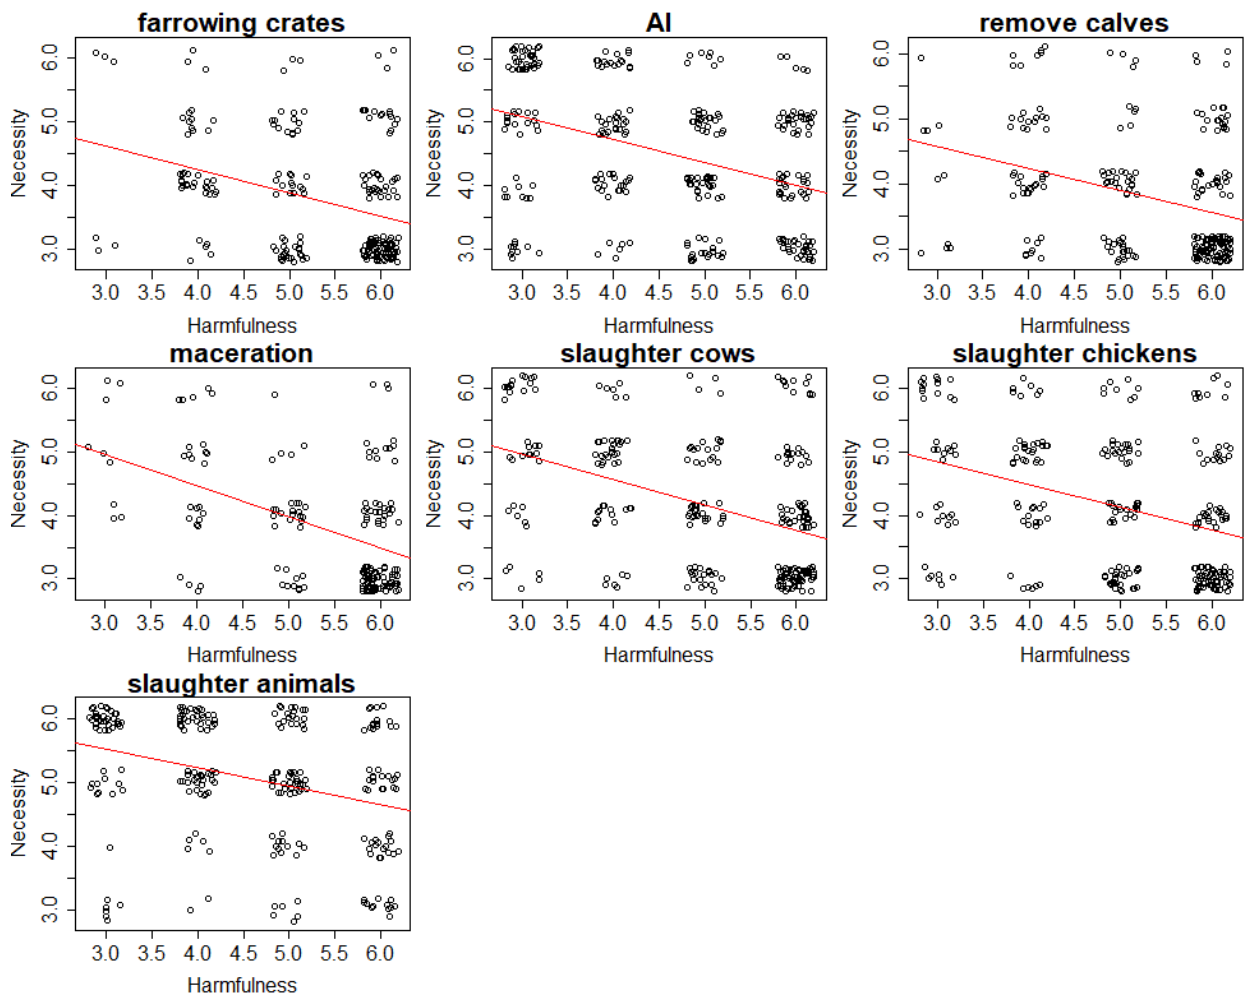 farrowing crates
AI
remove calves
Necessity
6.0
5.0
4.0
3.0
3.0 3.5 4.0 4.5 5.0 5.5 6.0
Harmfulness
Necessity
6.0
5.0
4.0
3.0
3.0 3.5 4.0 4.5 5.0 5.5 6.0
Harmfulness
Necessity
6.0
5.0
4.0
3.0
3.0 3.5 4.0 4.5 5.0 5.5 6.0
Harmfulness
maceration
slaughter cows
slaughter chickens
Necessity
6.0
5.0
4.0
3.0
3.0 3.5 4.0 4.5 5.0 5.5 6.0
Harmfulness
Necessity
6.0
5.0
4.0
3.0
3.0 3.5 4.0 4.5 5.0 5.5 6.0
Harmfulness
Necessity
6.0
5.0
4.0
3.0
3.0 3.5 4.0 4.5 5.0 5.5 6.0
Harmfulness
slaughter animals
Necessity
6.0
5.0
4.0
3.0
3.0 3.5 4.0 4.5 5.0 5.5 6.0
Harmfulness